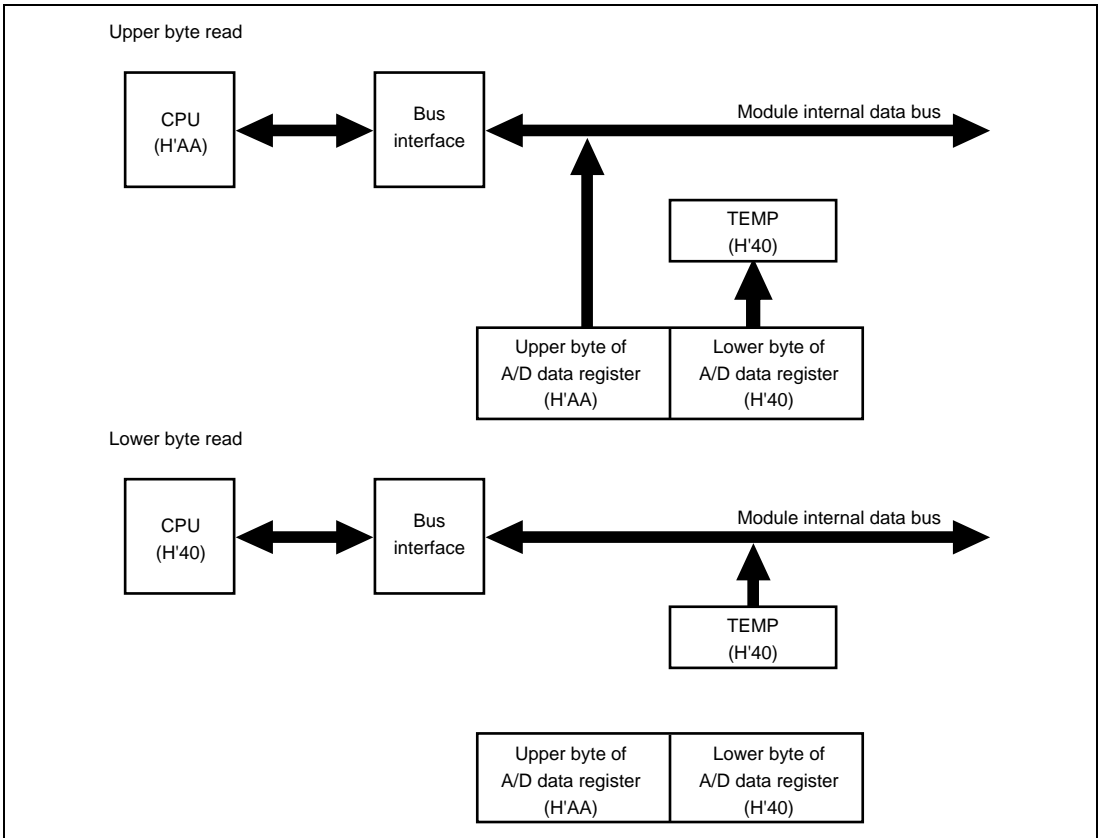 Upper byte read
CPU
(H'AA)
Bus
interface
Module internal data bus
TEMP
(H'40)
Upper byte of
A/D data register
(H'AA)
Lower byte of
A/D data register
(H'40)
Lower byte read
CPU
(H'40)
Bus
interface
Module internal data bus
TEMP
(H'40)
Upper byte of
A/D data register
(H'AA)
Lower byte of
A/D data register
(H'40)